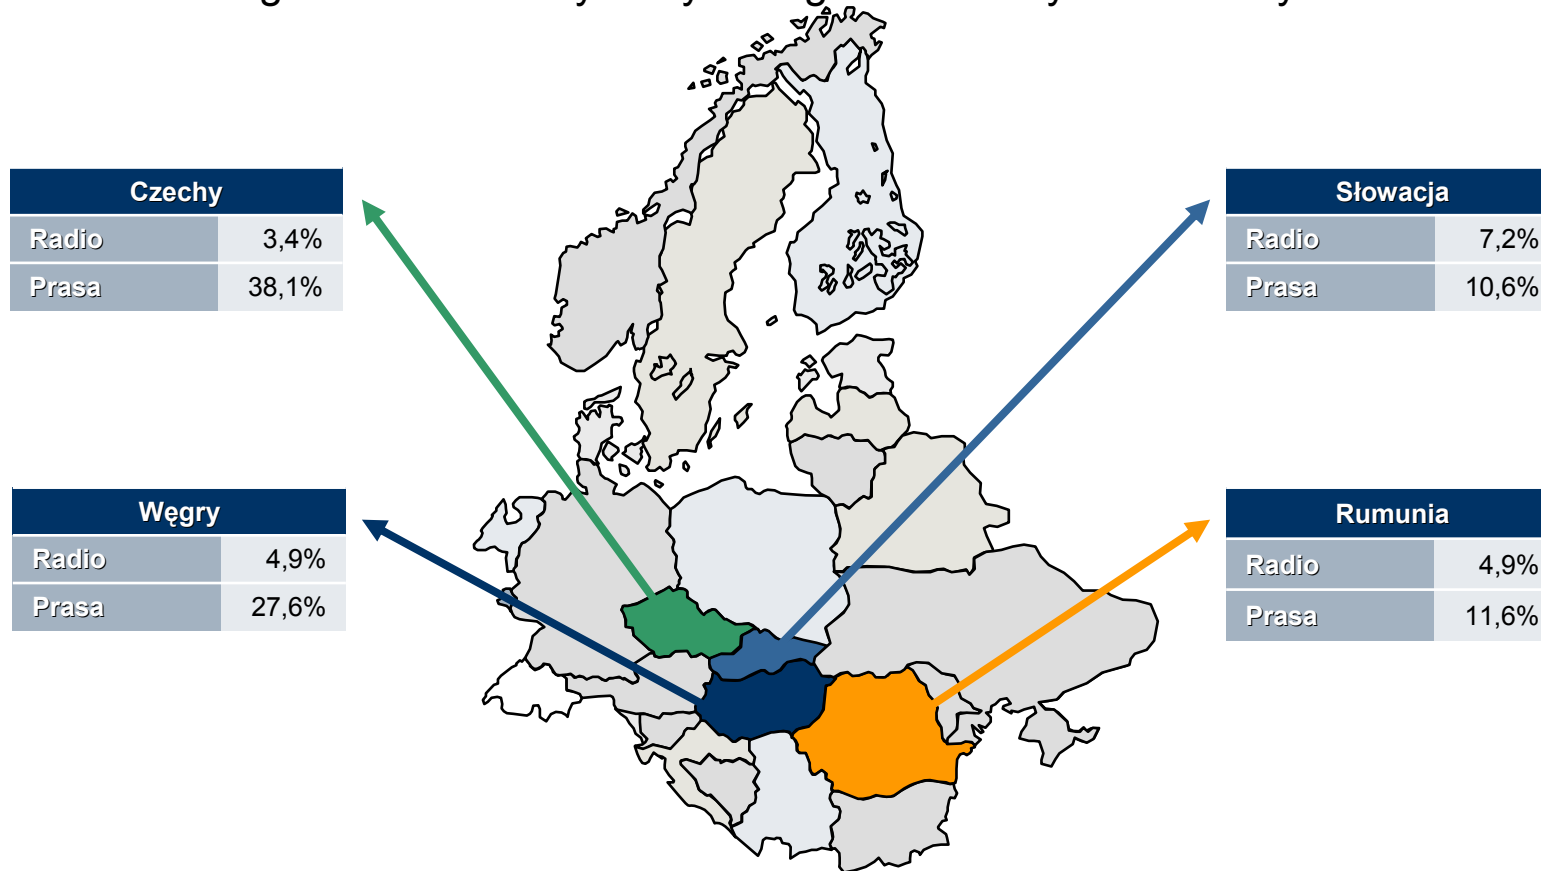 Czechy
Radio 3,4%
Prasa 38,1%
Słowacja
Radio 7,2%
Prasa 10,6%
Węgry
Radio 4,9%
Prasa 27,6%
Rumunia
Radio 4,9%
Prasa 11,6%